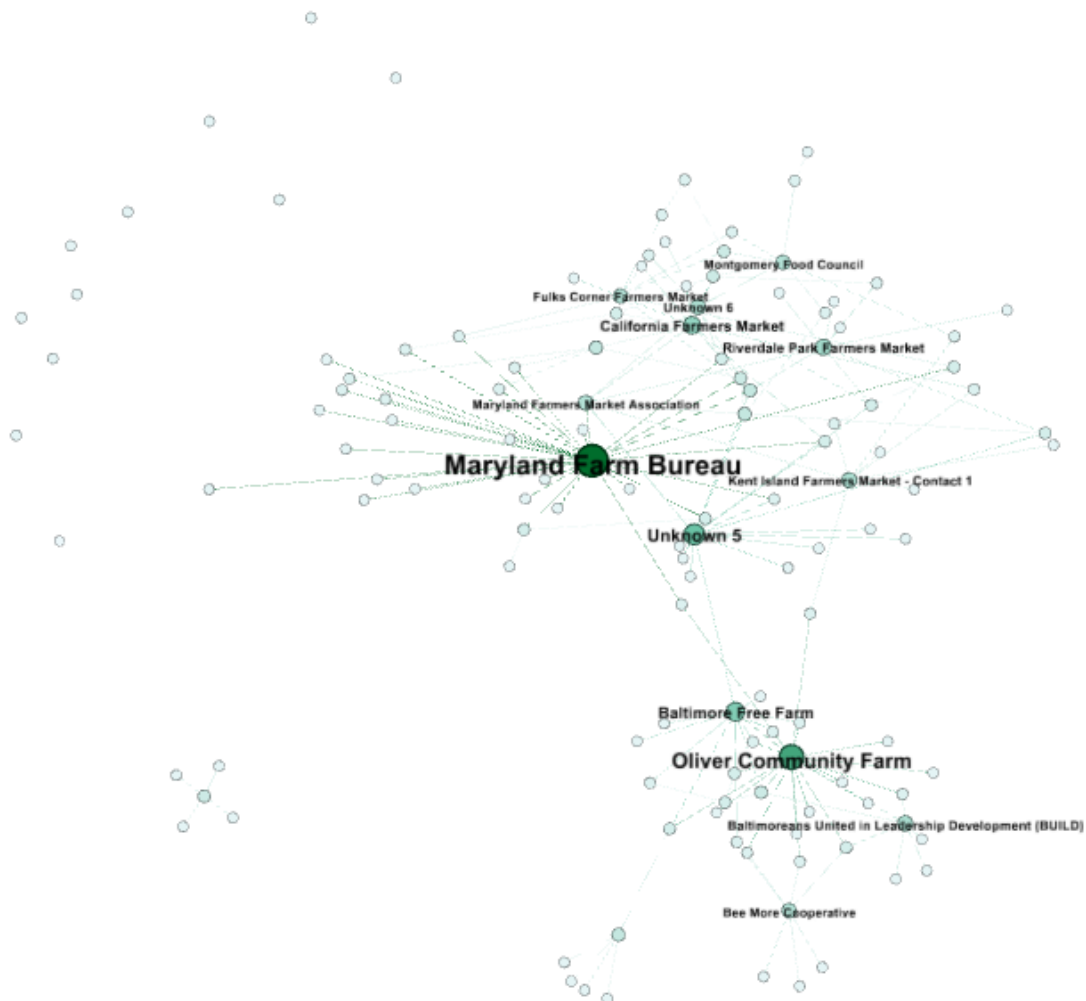 Montgomery Food Council
Fulks Corner Farmers Market
Unknown 6
California Farmers Market
Riverdale Park Farmers Market
Maryland Farmers Market Association
Maryland Farm Bureau
Kent Island Farmers Market - Contact 1
Unknown 5
Baltimore Free Farm
Oliver Community Farm
Baltimoreans United in Leadership Development (BUILD)
Bee More Cooperative